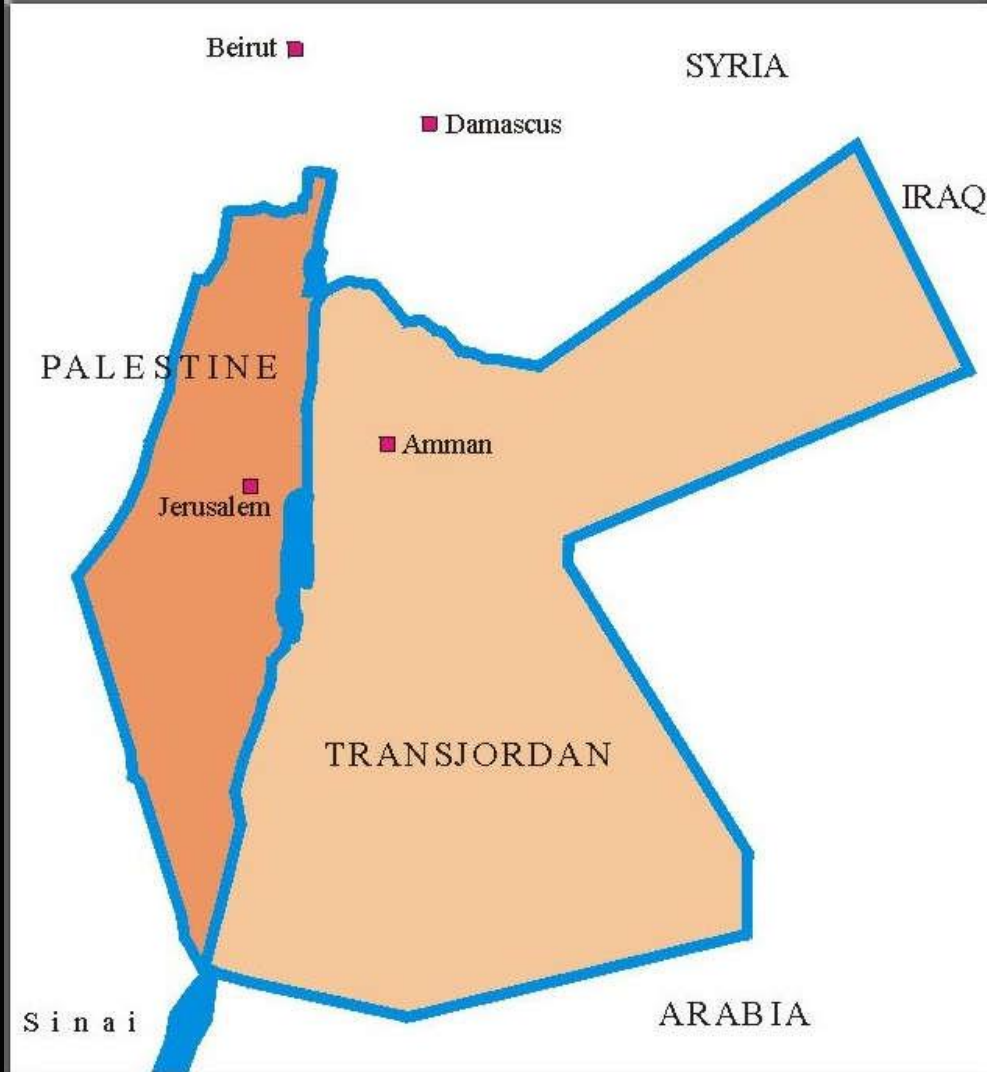 Beirut
SYRIA
Damascus
IRAQ
PALESTINE
Amman
Jerusalem
TRANSJORDAN
Sinai
ARABIA